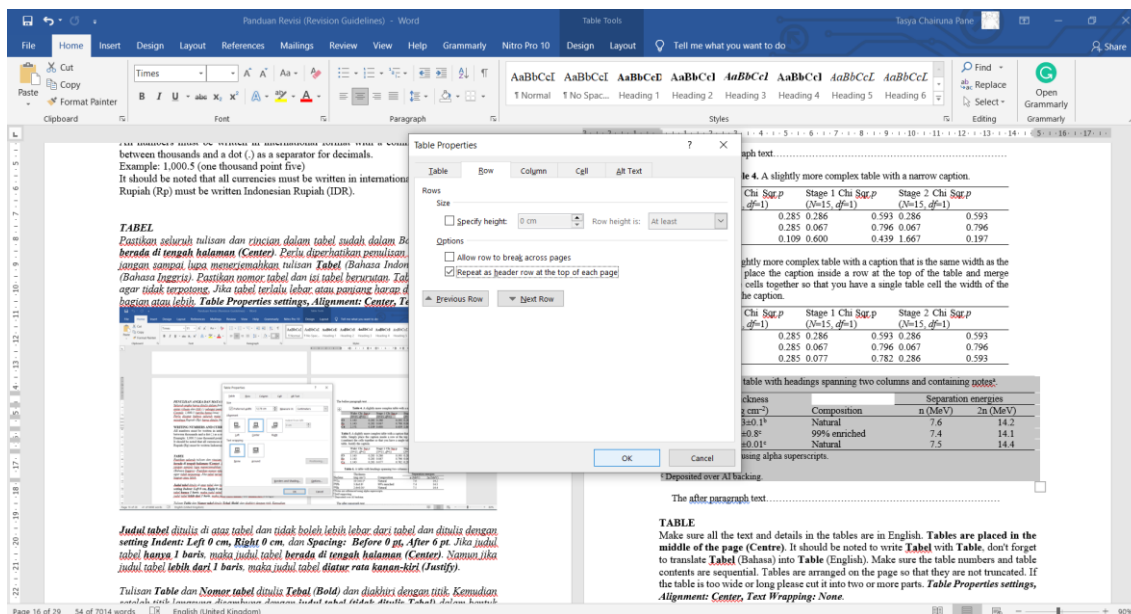 Panduan Revisi (Revision Guidelines) - Word
Table Tools
Tasya Chairuna Pane
File Home Insert Design Layout References Mailings Review View Help Grammarly Nitro Pro 10 Design Layout Tell me what you want to do Share
Paste
Cut
Copy
Format Painter
Clipboard
Times
Font
Paragraph
AaBbCcI AaBbCcI AaBbCcD AaBbCcI AaBbCcI AaBbCcI AaBbCcL AaBbCcL
¶ Normal ¶ No Spac... Heading 1 Heading 2 Heading 3 Heading 4 Heading 5 Heading 6
Styles
Find
Replace
Select
Editing
Open Grammarly
Grammarly
between thousands and a dot (.) as a separator for decimals.
Example: 1,000.5 (one thousand point five)
It should be noted that all currencies must be written in internationa
Rupiah (Rp) must be written Indonesian Rupiah (IDR).
TABEL
Pastikan seluruh tulisan dan rincian dalam tabel sudah dalam Ba
berada di tengah halaman (Center). Perlu diperhatikan penulisan
jangan sampai lupa menerjemahkan tulisan Tabel (Bahasa Indon
(Bahasa Inggris). Pastikan nomor tabel dan isi tabel berurutan. Tab
agar tidak terpotong. Jika tabel terlalu lebar atau panjang harap d
bagian atau lebih. Table Properties settings, Alignment: Center, Te
Judul tabel ditulis di atas tabel dan tidak boleh lebih lebar dari tabel dan ditulis dengan
setting Indent: Left 0 cm, Right 0 cm, dan Spacing: Before 0 pt, After 6 pt. Jika judul
tabel hanya 1 baris, maka judul tabel berada di tengah halaman (Center). Namun jika
judul tabel lebih dari 1 baris, maka judul tabel diatur rata kanan-kiri (Justify).
Tulisan Table dan Nomor tabel ditulis Tebal (Bold) dan diakhiri dengan titik. Kemudian
Table Properties ? ×
Table Row Column Cell Alt Text
Rows
Size
Specify height: 0 cm Row height is: At least
Options
Allow row to break across pages
Repeat as header row at the top of each page
Previous Row Next Row
OK Cancel
aph text
le 4. A slightly more complex table with a narrow caption.
Chi Sqr.p Stage 1 Chi Sqr.p Stage 2 Chi Sqr.p
, df=1) (N=15, df=1) (N=15, df=1)
0.285 0.286 0.593 0.286 0.593
0.285 0.067 0.796 0.067 0.796
0.109 0.600 0.439 1.667 0.197
ghtly more complex table with a caption that is the same width as the
place the caption inside a row at the top of the table and merge
cells together so that you have a single table cell the width of the
he caption.
Chi Sqr.p Stage 1 Chi Sqr.p Stage 2 Chi Sqr.p
, df=1) (N=15, df=1) (N=15, df=1)
0.285 0.286 0.593 0.286 0.593
0.285 0.067 0.796 0.067 0.796
0.285 0.077 0.782 0.286 0.593
table with headings spanning two columns and containing notesª.
ckness Separation energies
cm⁻²) Composition n (MeV) 2n (MeV)
3±0.1ᵇ Natural 7.6 14.2
±0.8ᶜ 99% enriched 7.4 14.1
±0.01ᶜ Natural 7.5 14.4
using alpha superscripts.
Deposited over Al backing.
The after paragraph text
TABLE
Make sure all the text and details in the tables are in English. Tables are placed in the
middle of the page (Centre). It should be noted to write Tabel with Table, don't forget
to translate Tabel (Bahasa) into Table (English). Make sure the table numbers and table
contents are sequential. Tables are arranged on the page so that they are not truncated. If
the table is too wide or long please cut it into two or more parts. Table Properties settings,
Alignment: Center, Text Wrapping: None.
Page 16 of 29 54 of 7014 words English (United Kingdom) 90%